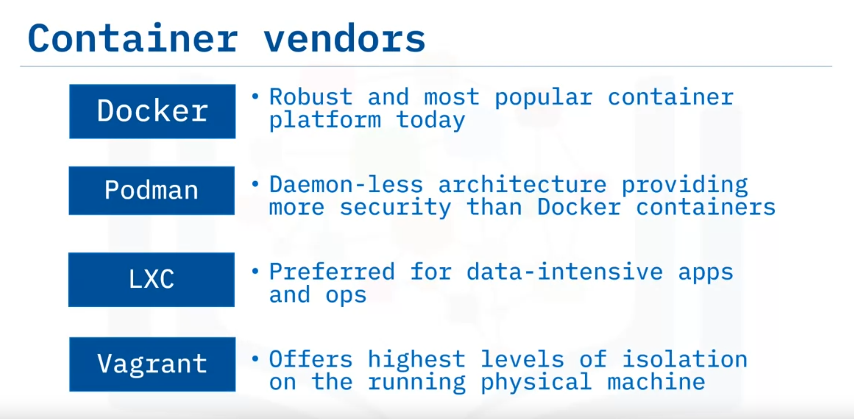 Container vendors
Docker
• Robust and most popular container
platform today
Podman
• Daemon-less architecture providing
more security than Docker containers
LXC
• Preferred for data-intensive apps
and ops
Vagrant
• Offers highest levels of isolation
on the running physical machine